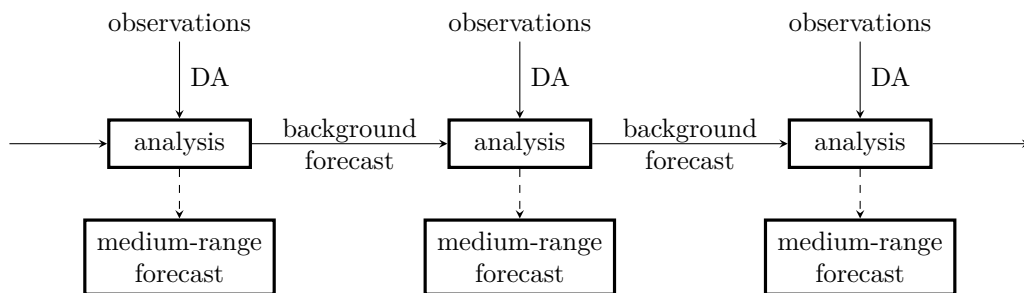 observations observations observations
DA DA DA
analysis background forecast analysis background forecast analysis
medium-range forecast medium-range forecast medium-range forecast